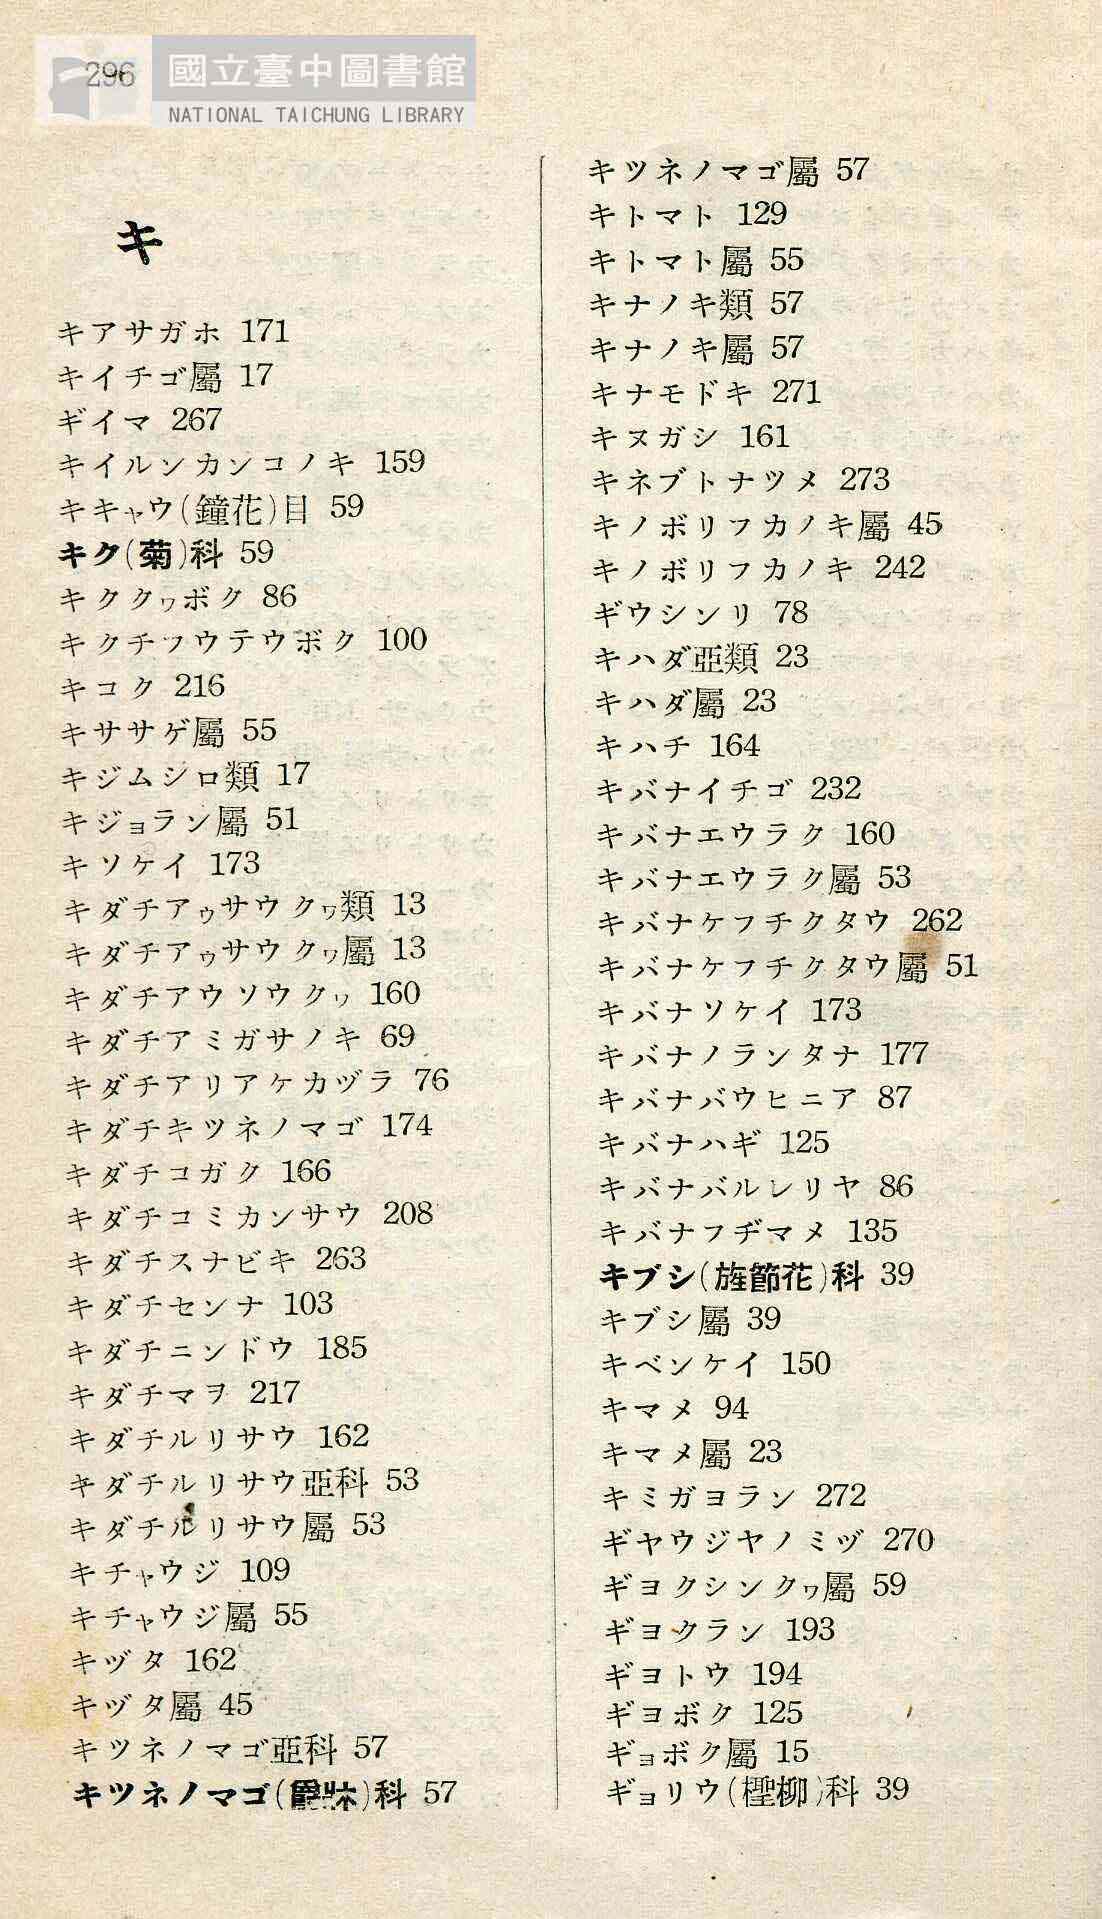 296
國立臺中圖書館
NATIONAL TAICHUNG LIBRARY
キ
キアサガホ 171
キイチゴ屬 17
ギイマ 267
キイルンカンコノキ 159
キキャウ(鐘花)目 59
キク(菊)科 59
キククヮボク 86
キクチフウテウボク 100
キコク 216
キササゲ屬 55
キジムシロ類 17
キジョラン屬 51
キソケイ 173
キダチアゥサウクヮ類 13
キダチアゥサウクヮ屬 13
キダチアウソウクヮ 160
キダチアミガサノキ 69
キダチアリアケカヅラ 76
キダチキツネノマゴ 174
キダチコガク 166
キダチコミカンサウ 208
キダチスナビキ 263
キダチセンナ 103
キダチニンドウ 185
キダチマヲ 217
キダチルリサウ 162
キダチルリサウ亞科 53
キダチルリサウ屬 53
キチャウジ 109
キチャウジ屬 55
キヅタ 162
キヅタ屬 45
キツネノマゴ亞科 57
キツネノマゴ(爵牀)科 57
キツネノマゴ屬 57
キトマト 129
キトマト屬 55
キナノキ類 57
キナノキ屬 57
キナモドキ 271
キヌガシ 161
キネブトナツメ 273
キノボリフカノキ屬 45
キノボリフカノキ 242
ギウシンリ 78
キハダ亞類 23
キハダ屬 23
キハチ 164
キバナイチゴ 232
キバナエウラク 160
キバナエウラク屬 53
キバナケフチクタウ 262
キバナケフチクタウ屬 51
キバナソケイ 173
キバナノランタナ 177
キバナバウヒニア 87
キバナハギ 125
キバナバルレリヤ 86
キバナフヂマメ 135
キブシ(旌節花)科 39
キブシ屬 39
キベンケイ 150
キマメ 94
キマメ屬 23
キミガヨラン 272
ギヤウジヤノミヅ 270
ギヨクシンクヮ屬 59
ギヨクラン 193
ギヨトウ 194
ギヨボク 125
ギョボク屬 15
ギョリウ(檉柳)科 39